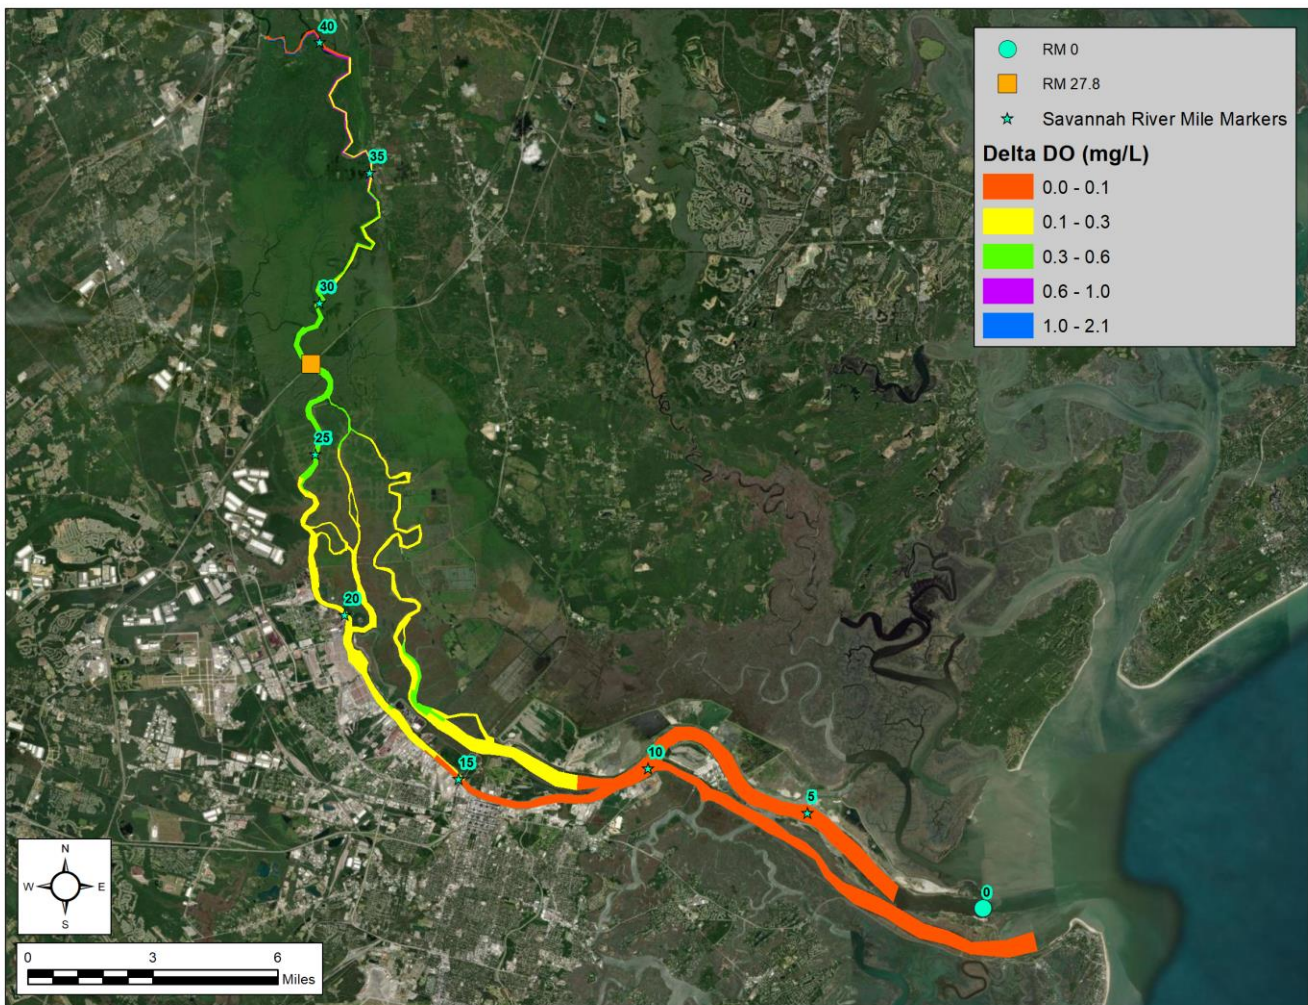 40
35
30
25
20
15
10
5
0
RM 0
RM 27.8
Savannah River Mile Markers
Delta DO (mg/L)
0.0 - 0.1
0.1 - 0.3
0.3 - 0.6
0.6 - 1.0
1.0 - 2.1
N
W E
S
0 3 6
Miles